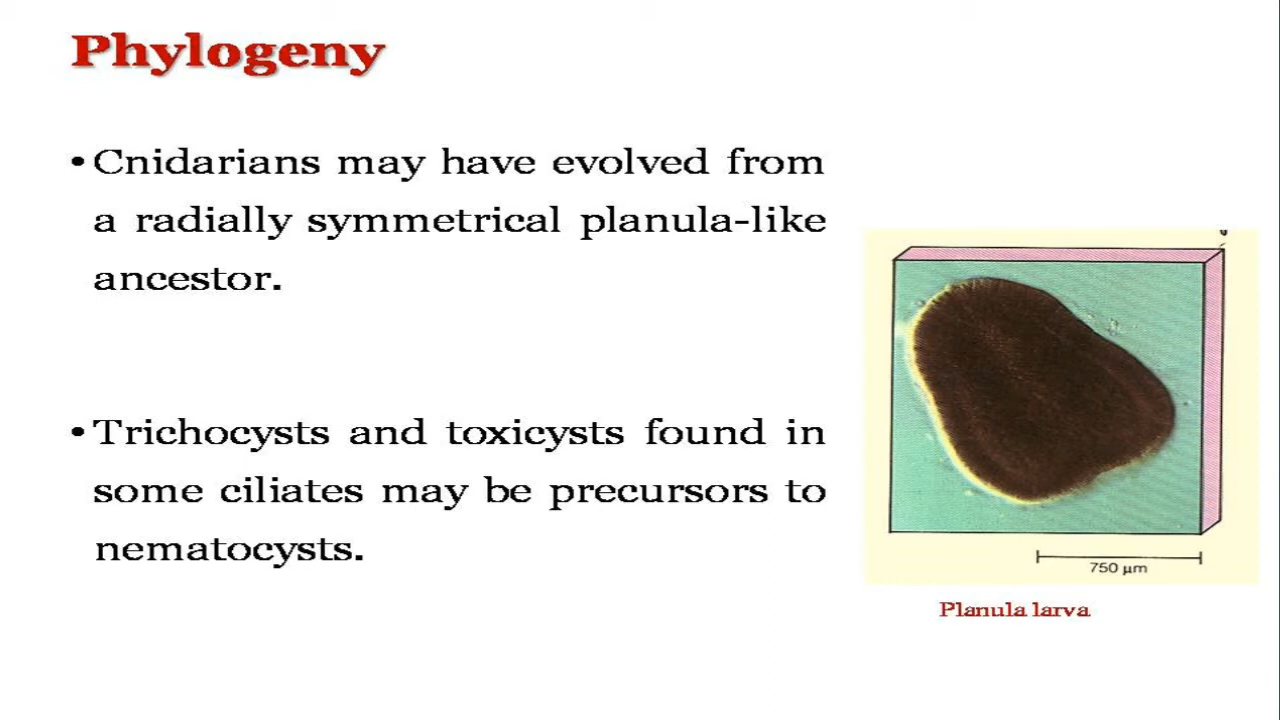 Phylogeny
• Cnidarians may have evolved from
a radially symmetrical planula-like
ancestor.
• Trichocysts and toxicysts found in
some ciliates may be precursors to
nematocysts.
750 μm
Planula larva